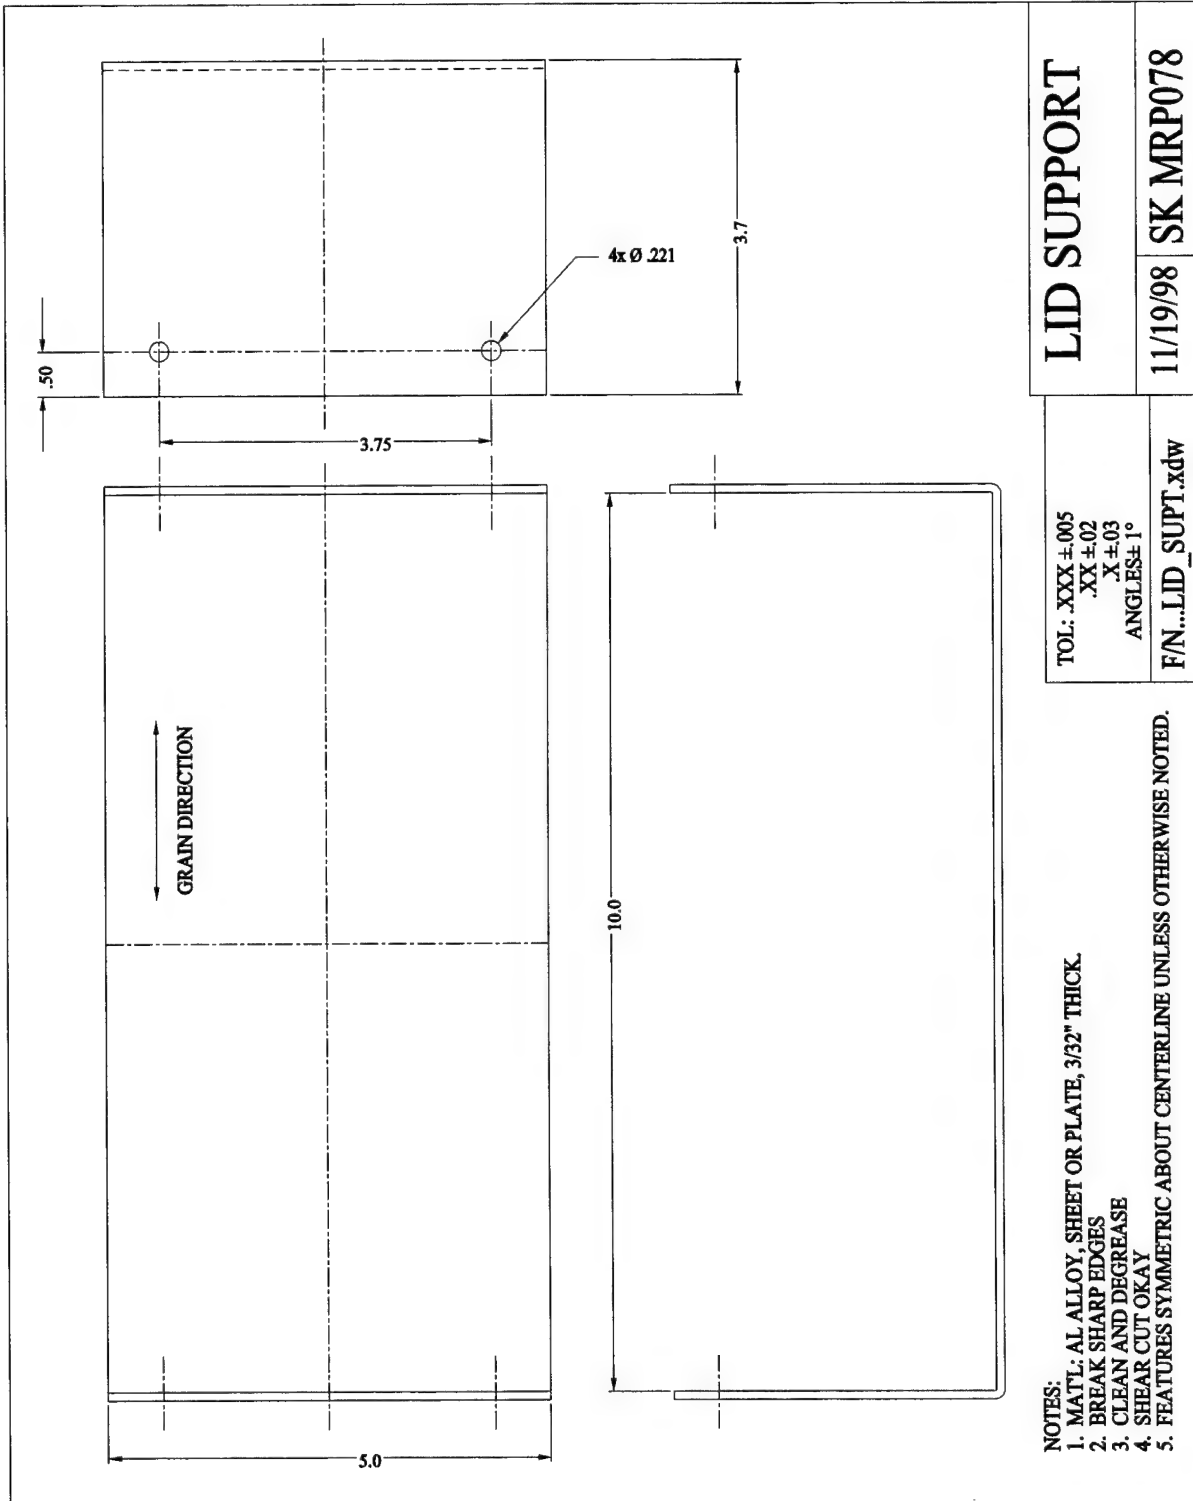 .50
4x Ø .221
3.7
3.75
GRAIN DIRECTION
10.0
5.0
NOTES:
1. MAT'L: AL ALLOY, SHEET OR PLATE, 3/32" THICK.
2. BREAK SHARP EDGES
3. CLEAN AND DEGREASE
4. SHEAR CUT OKAY
5. FEATURES SYMMETRIC ABOUT CENTERLINE UNLESS OTHERWISE NOTED.
TOL: .XXX ±.005
.XX ±.02
.X ±.03
ANGLES± 1°
F/N...LID_SUPT.xdw
LID SUPPORT
11/19/98
SK MRP078